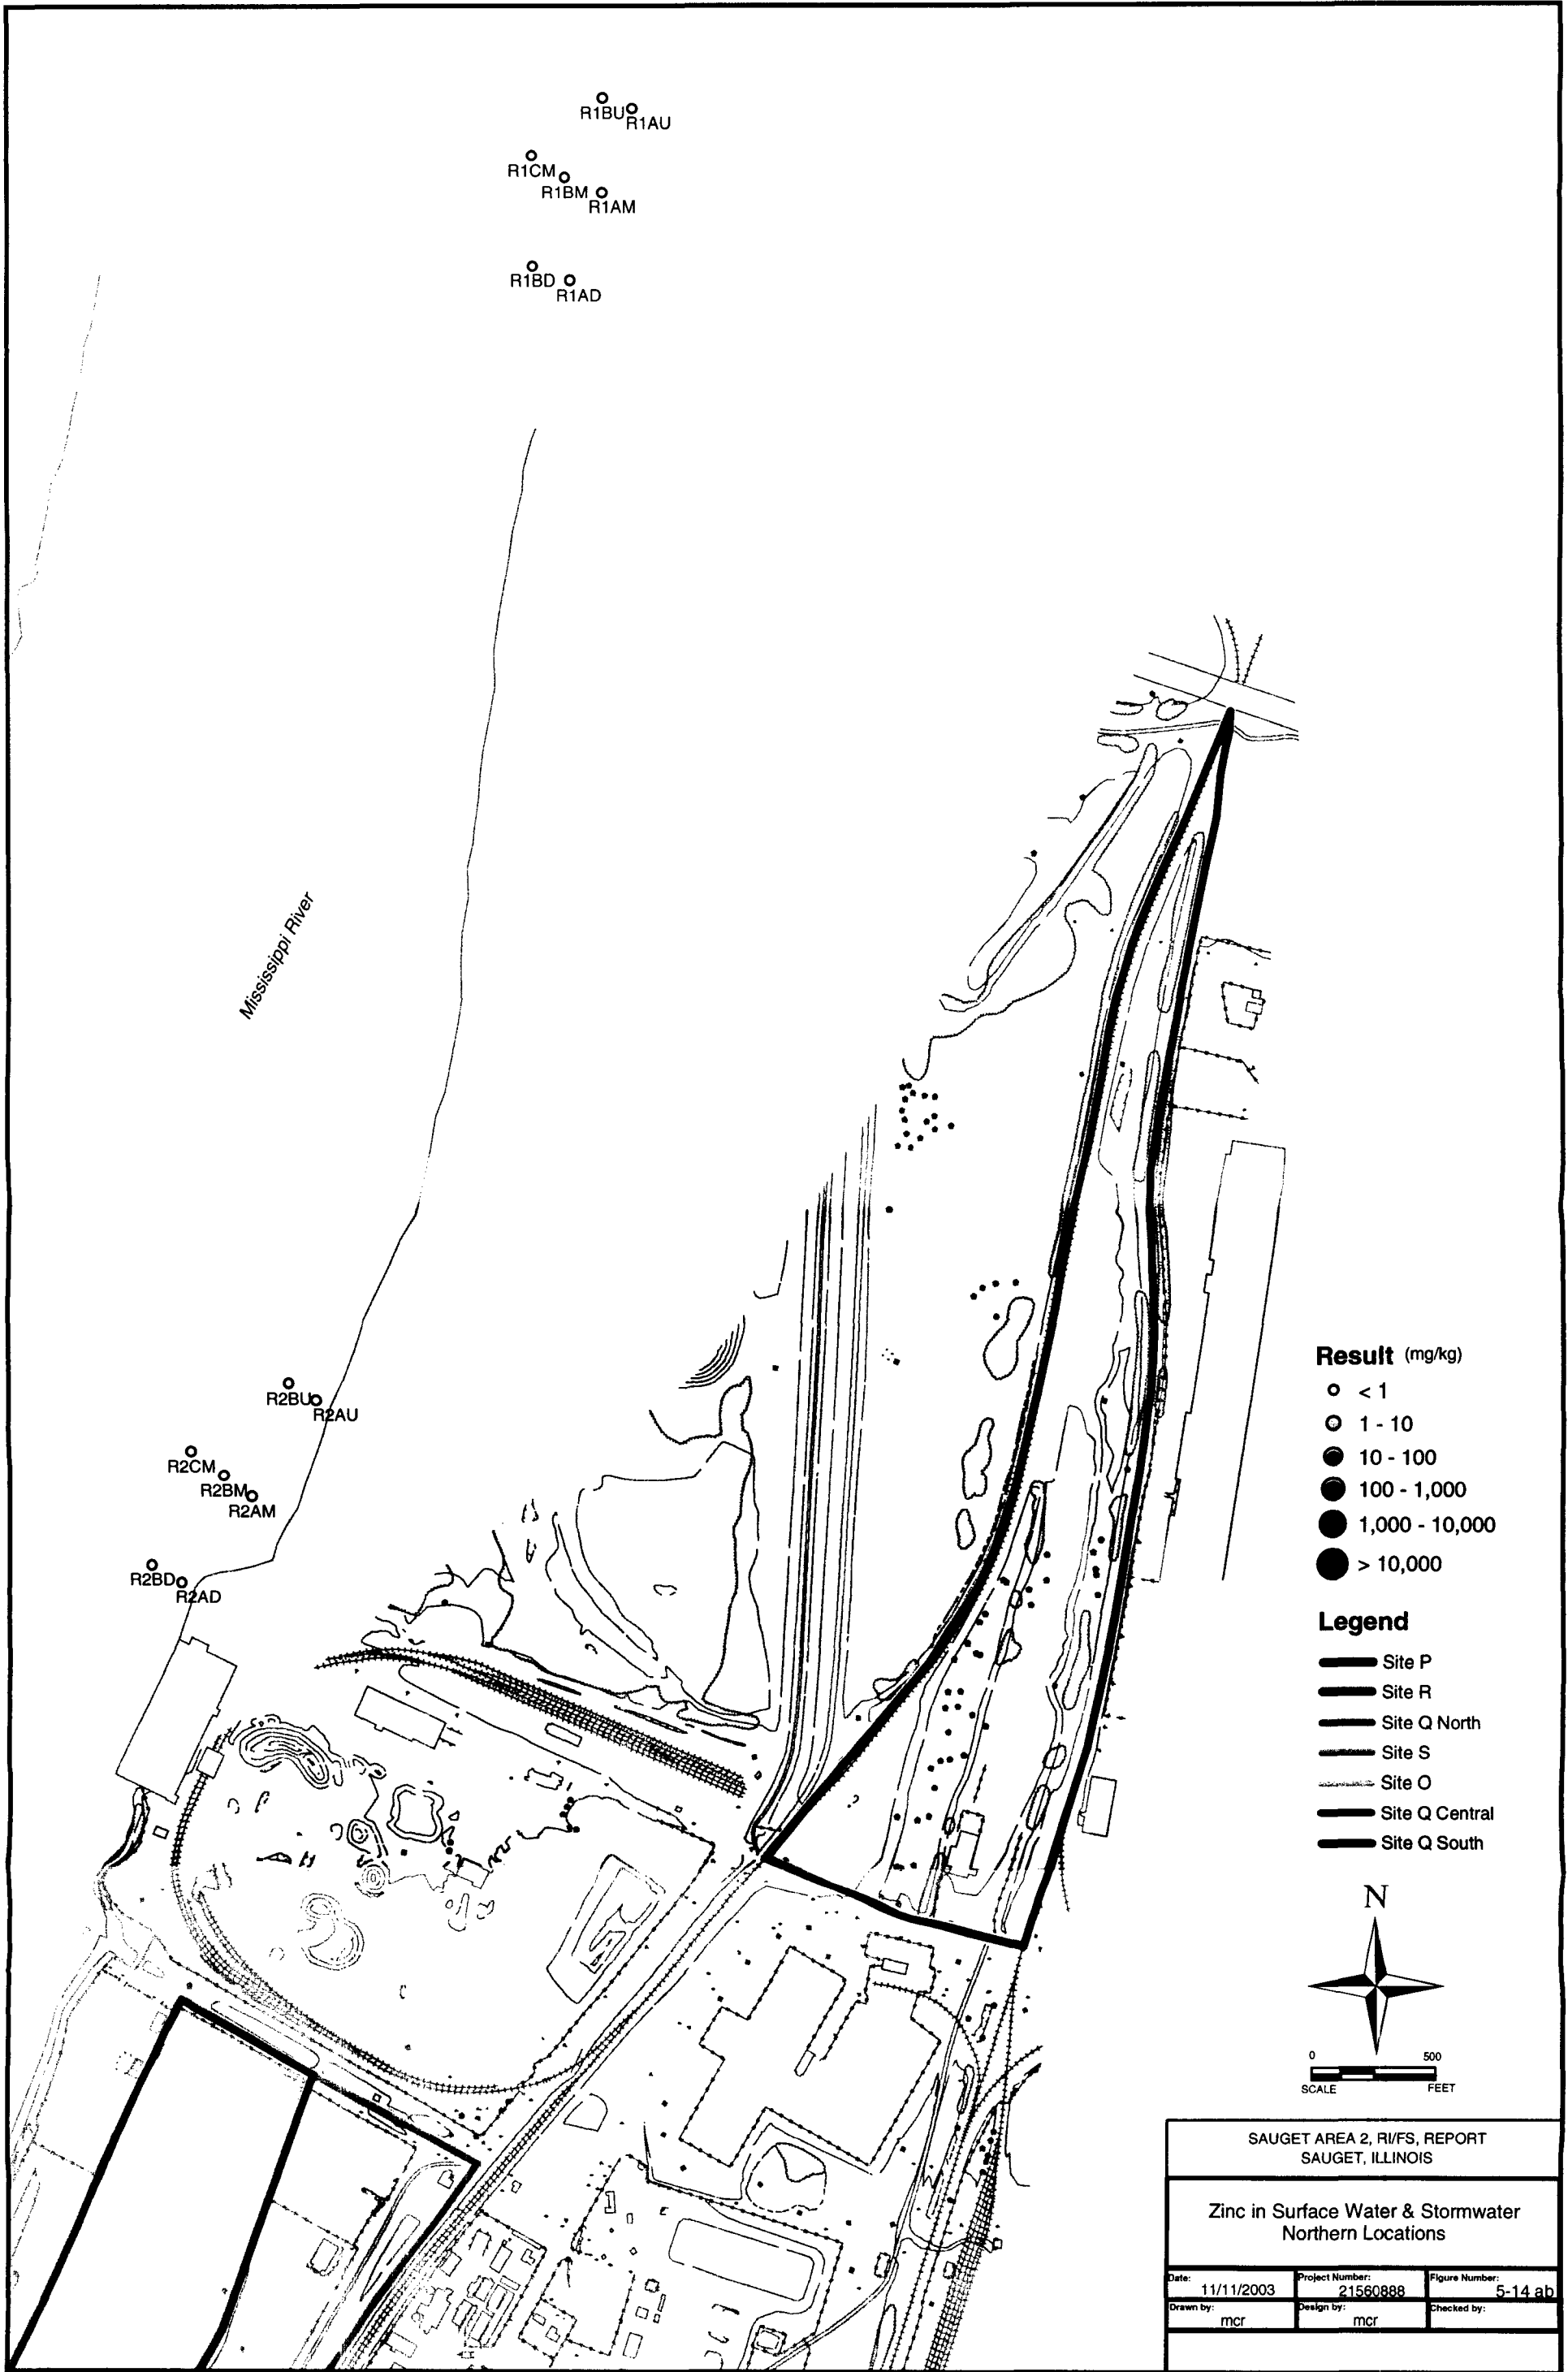 R1BU
R1AU
R1CM
R1BM
R1AM
R1BD
R1AD
Mississippi River
R2BU
R2AU
R2CM
R2BM
R2AM
R2BD
R2AD
Result (mg/kg)
< 1
1 - 10
10 - 100
100 - 1,000
1,000 - 10,000
> 10,000
Legend
Site P
Site R
Site Q North
Site S
Site O
Site Q Central
Site Q South
N
0 500
SCALE FEET
SAUGET AREA 2, RI/FS, REPORT
SAUGET, ILLINOIS
Zinc in Surface Water & Stormwater
Northern Locations
Date: Project Number: Figure Number:
11/11/2003 21560888 5-14 ab
Drawn by: Design by: Checked by:
mcr mcr